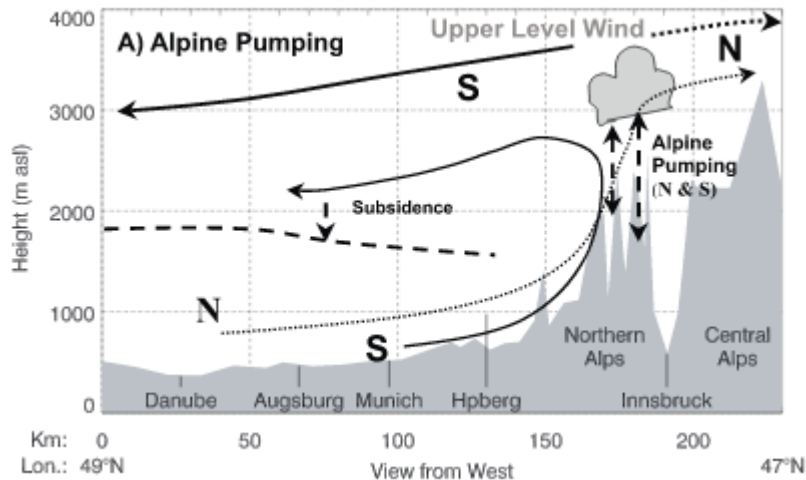 4000
A) Alpine Pumping
Upper Level Wind
N
S
3000
Height (m asl)
Alpine
Pumping
(N & S)
Subsidence
2000
N
1000
S
Northern
Alps
Central
Alps
0
Danube
Augsburg
Munich
Hpberg
Innsbruck
Km: 0 50 100 150 200
Lon.: 49°N View from West 47°N